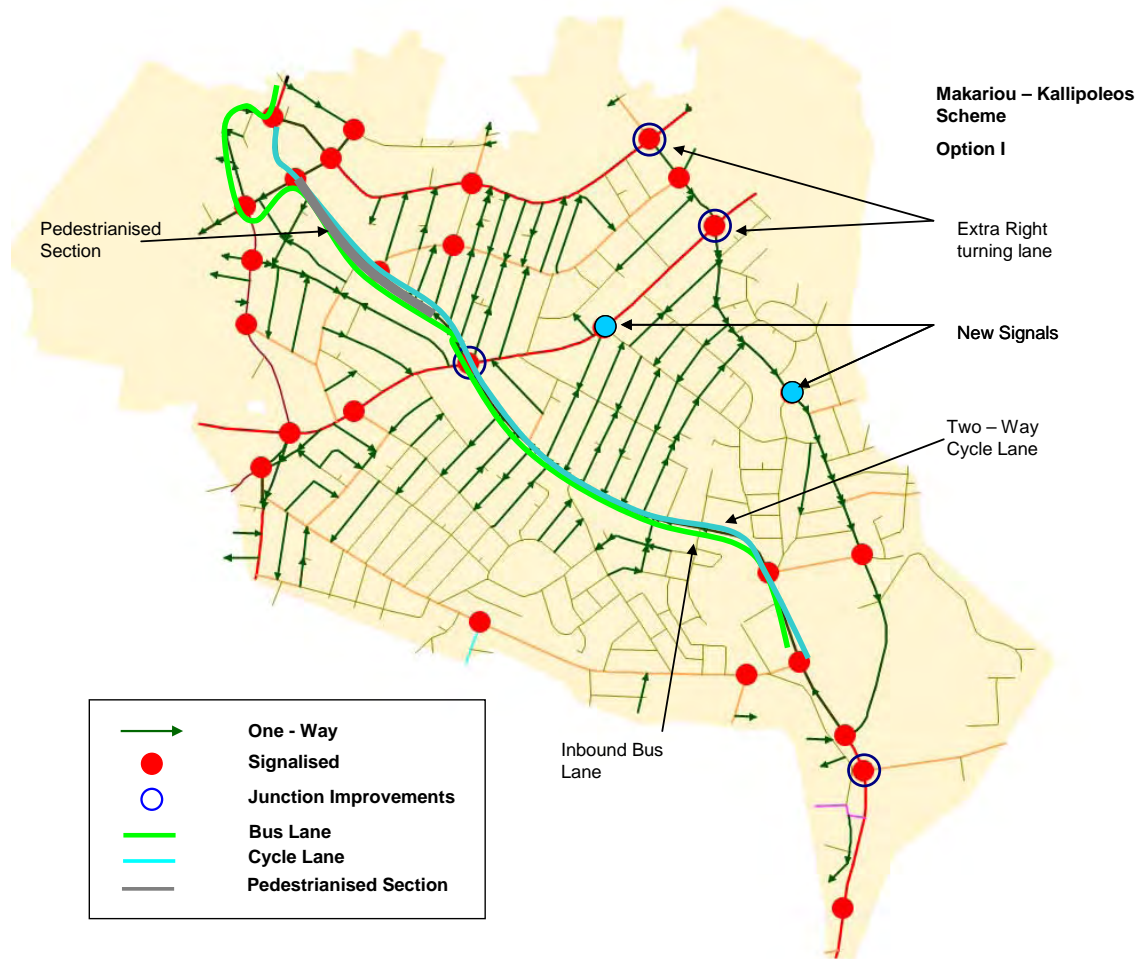 Makariou – Kallipoleos
Scheme
Option I
Pedestrianised
Section
Extra Right
turning lane
New Signals
Two – Way
Cycle Lane
Inbound Bus
Lane
One - Way
Signalised
Junction Improvements
Bus Lane
Cycle Lane
Pedestrianised Section